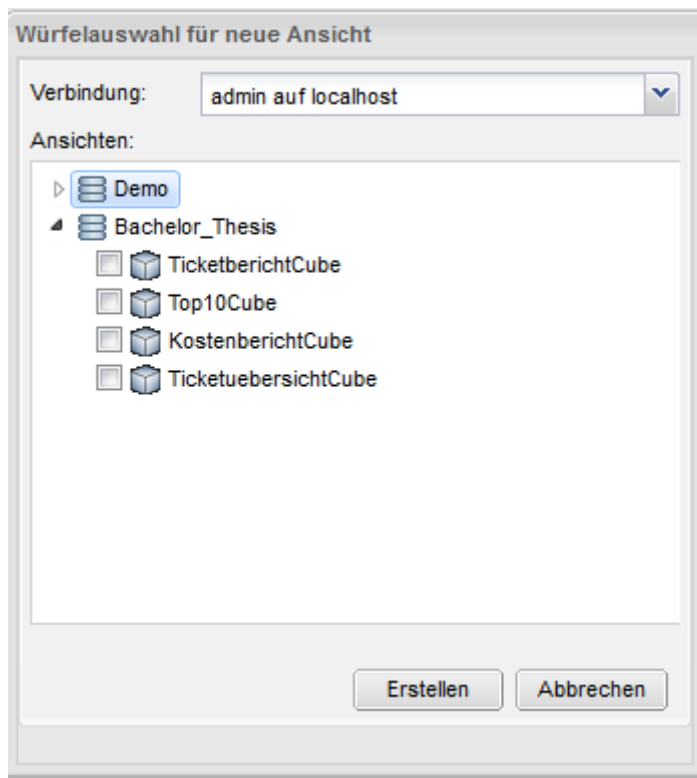 Würfelauswahl für neue Ansicht
Verbindung: admin auf localhost
Ansichten:
Demo
Bachelor_Thesis
TicketberichtCube
Top10Cube
KostenberichtCube
TicketuebersichtCube
Erstellen Abbrechen